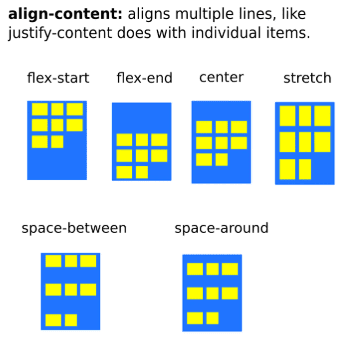 align-content: aligns multiple lines, like
justify-content does with individual items.
flex-start flex-end center stretch
space-between space-around